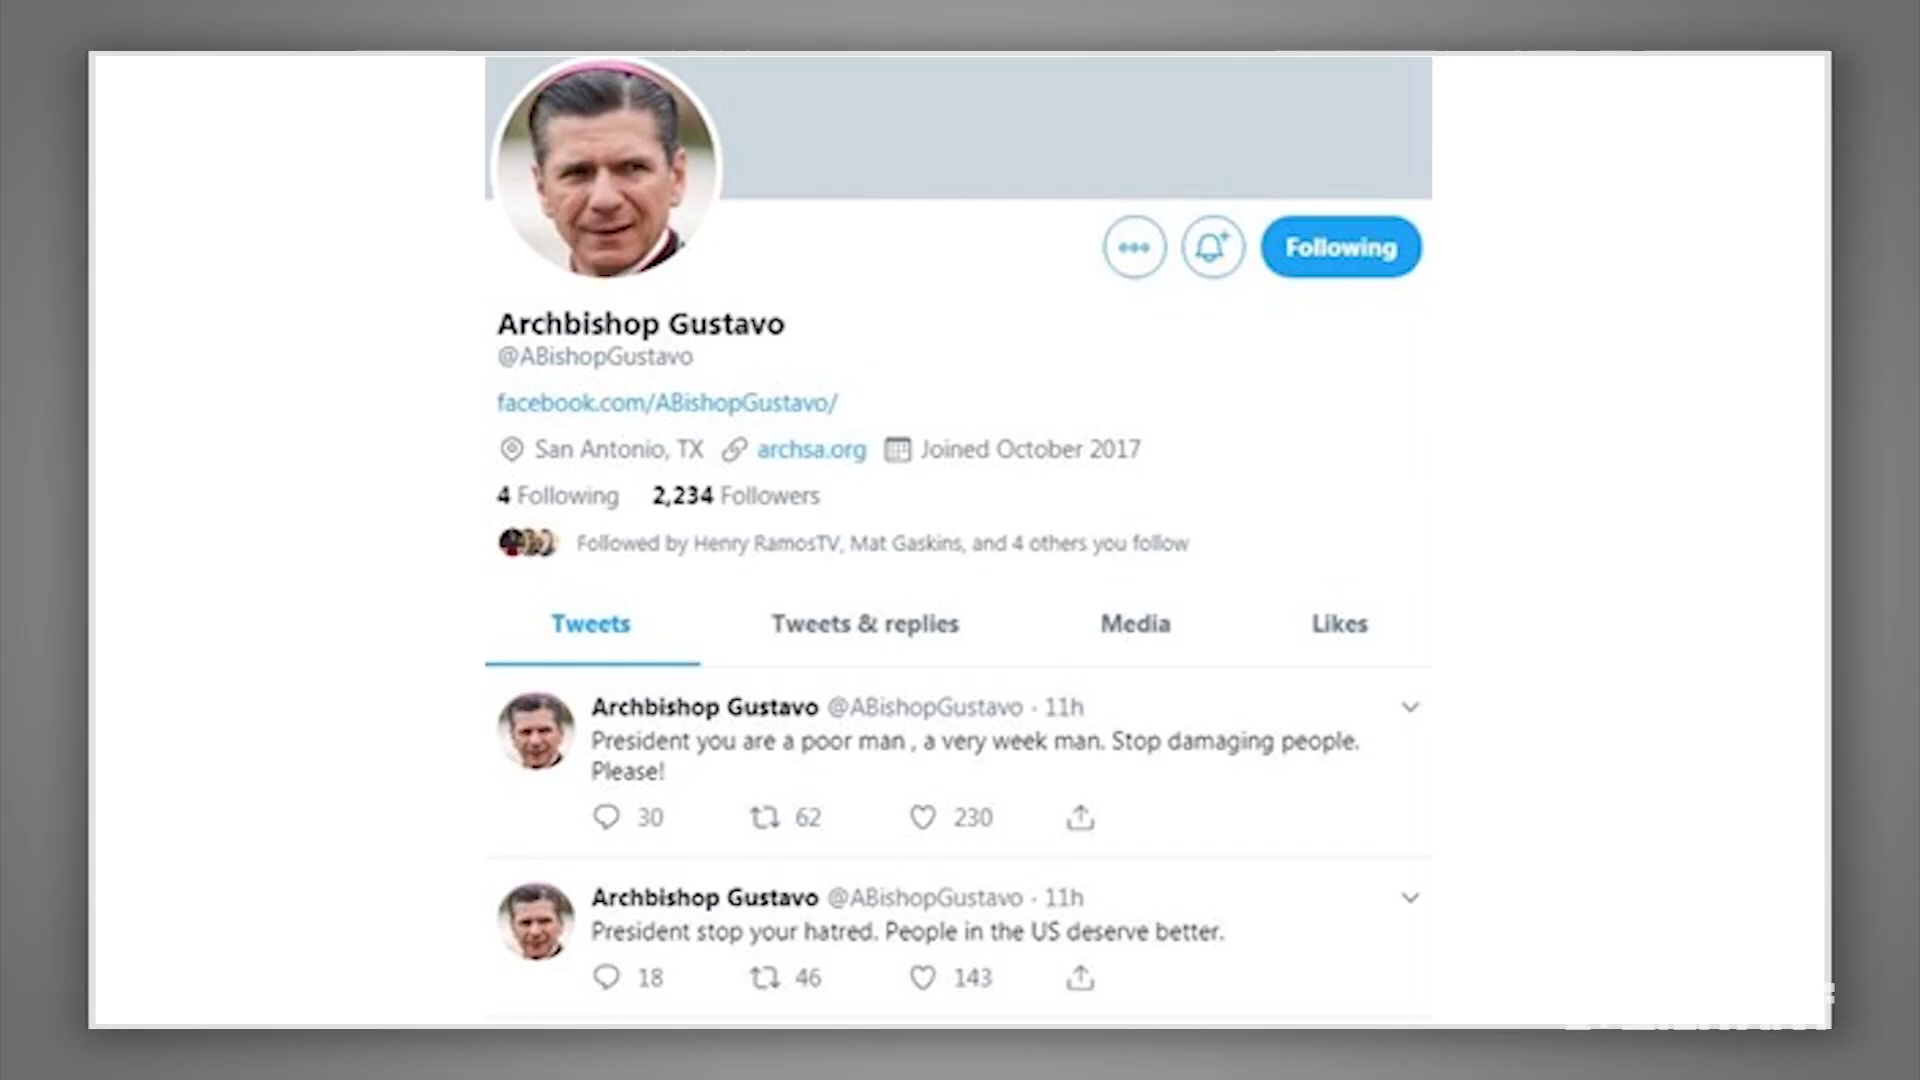 Following
Archbishop Gustavo
@ABishopGustavo
facebook.com/ABishopGustavo/
San Antonio, TX archsa.org Joined October 2017
4 Following 2,234 Followers
Followed by Henry RamosTV, Mat Gaskins, and 4 others you follow
Tweets Tweets & replies Media Likes
Archbishop Gustavo @ABishopGustavo · 11h
President you are a poor man , a very week man. Stop damaging people.
Please!
30 62 230
Archbishop Gustavo @ABishopGustavo · 11h
President stop your hatred. People in the US deserve better.
18 46 143